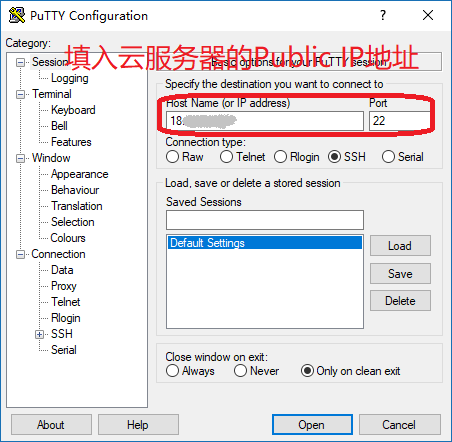 PuTTY Configuration
?
Category:
填入云服务器的Public IP地址
Session
Logging
Terminal
Keyboard
Bell
Features
Window
Appearance
Behaviour
Translation
Selection
Colours
Connection
Data
Proxy
Telnet
Rlogin
SSH
Serial
Basic options for your PuTTY session
Specify the destination you want to connect to
Host Name (or IP address) Port
18. 22
Connection type:
Raw Telnet Rlogin SSH Serial
Load, save or delete a stored session
Saved Sessions
Default Settings
Load
Save
Delete
Close window on exit:
Always Never Only on clean exit
About Help Open Cancel